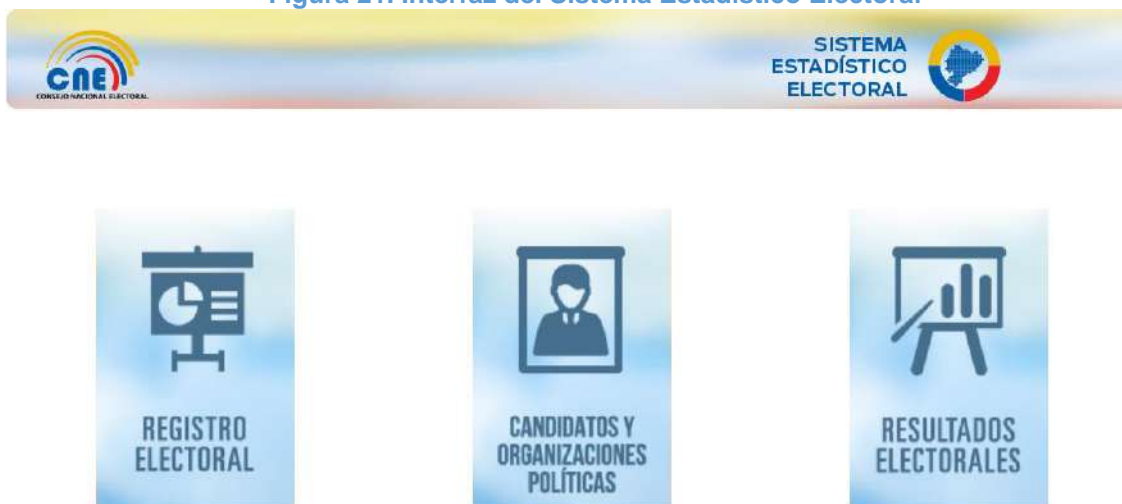 Figura 21. Interfaz del Sistema Estadístico Electoral
CNE
CONSEJO NACIONAL ELECTORAL
SISTEMA
ESTADÍSTICO
ELECTORAL
REGISTRO
ELECTORAL
CANDIDATOS Y
ORGANIZACIONES
POLÍTICAS
RESULTADOS
ELECTORALES